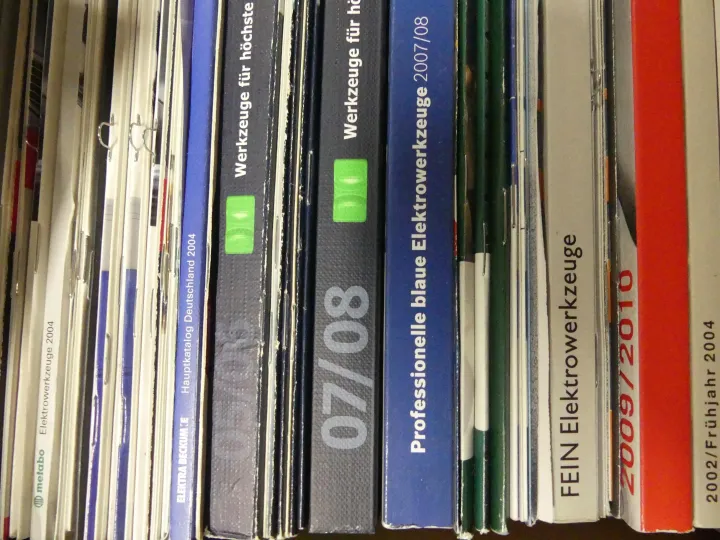 metabo Elektrowerkzeuge 2004
ELEKTRA BECKUM Hauptkatalog Deutschland 2004
Werkzeuge für höchste
07/08
Werkzeuge für
Professionelle blaue Elektrowerkzeuge 2007/08
FEIN Elektrowerkzeuge
2009/2010
2002/Frühjahr 2004